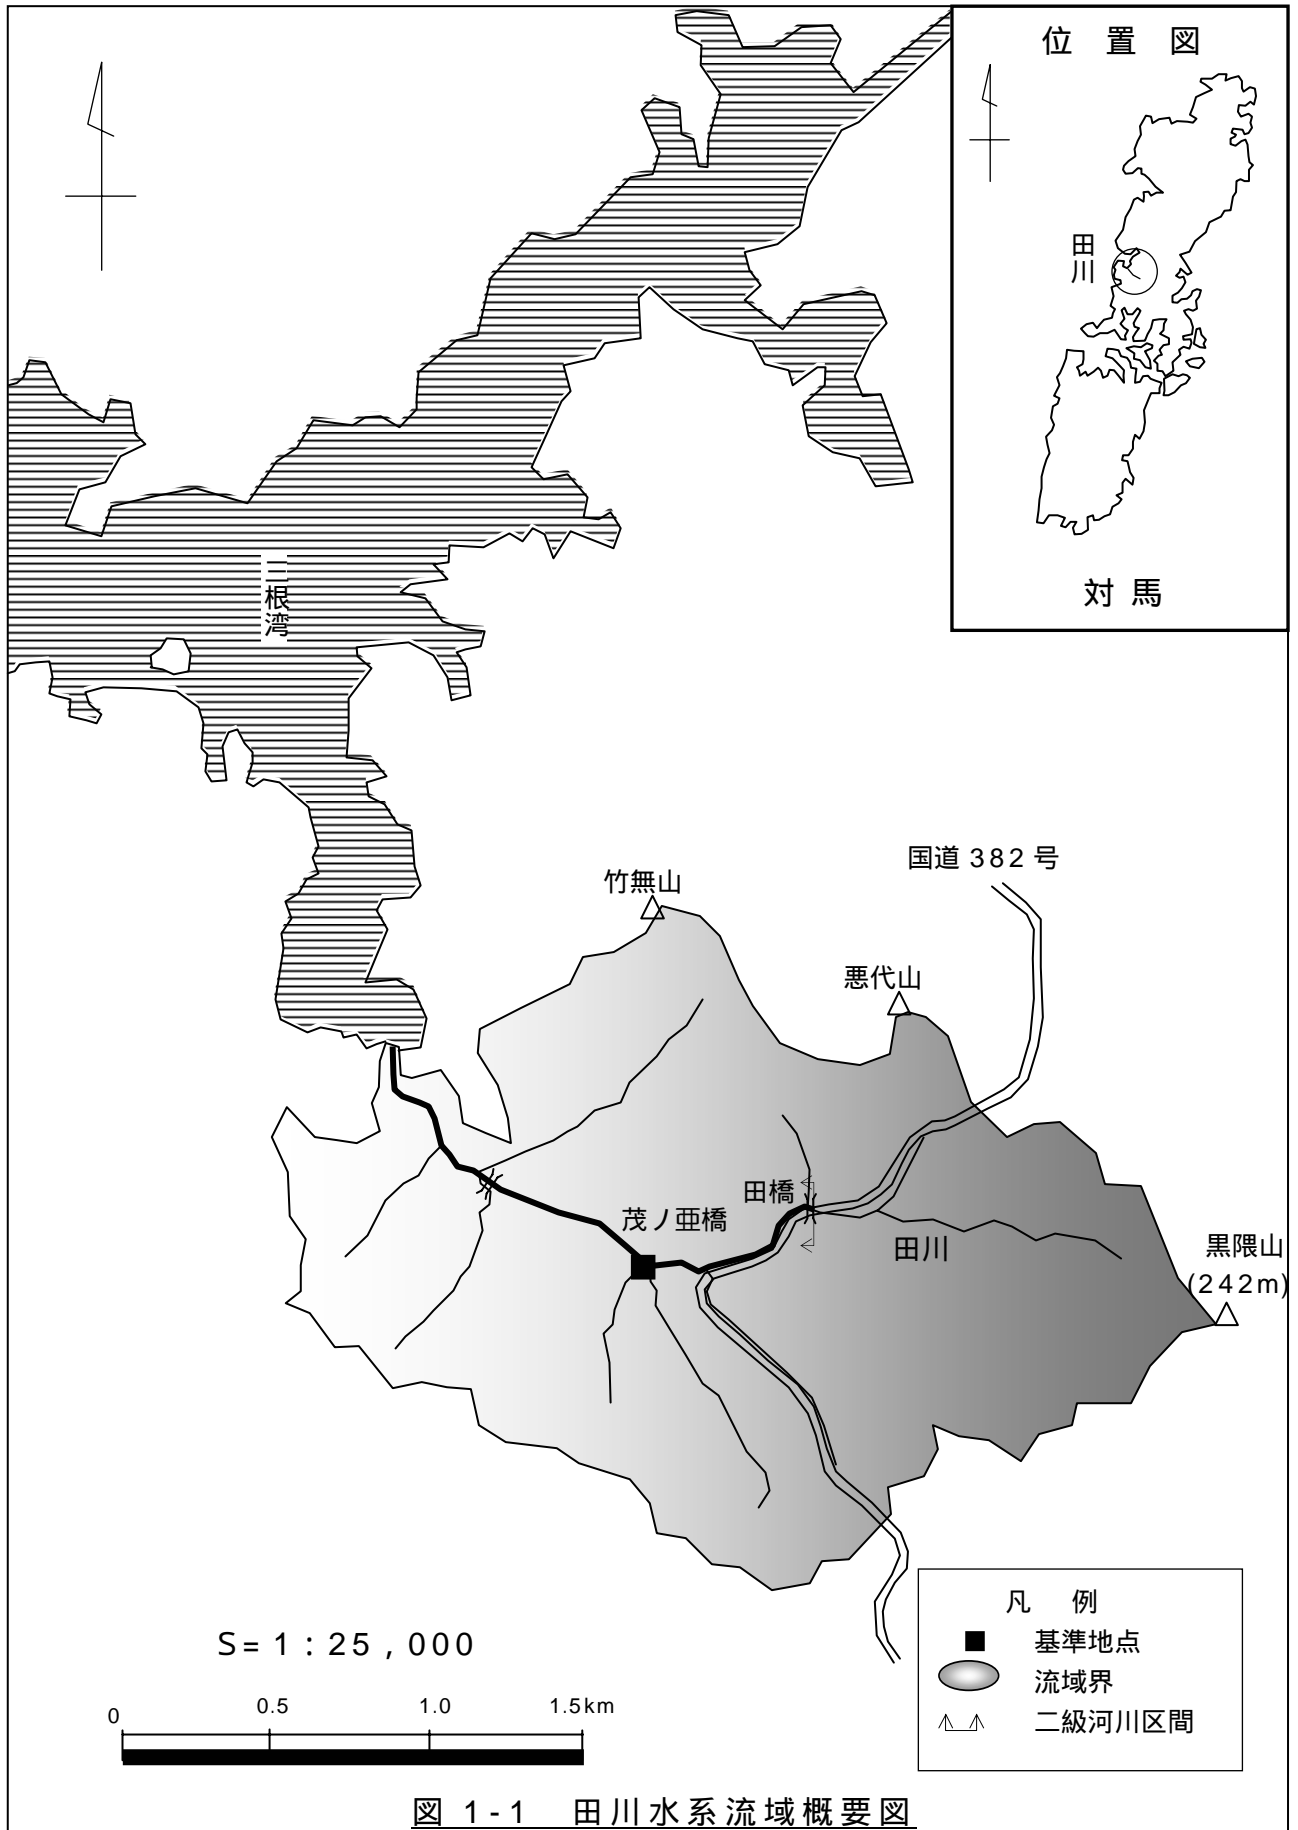 位 置 図
田川
対 馬
三根湾
国道 382 号
竹無山
悪代山
田橋
茂ノ亜橋
田川
黒隈山
(242m)
凡 例
基準地点
流域界
二級河川区間
S= 1 : 25 , 000
0 0.5 1.0 1.5km
図 1-1 田川水系流域概要図